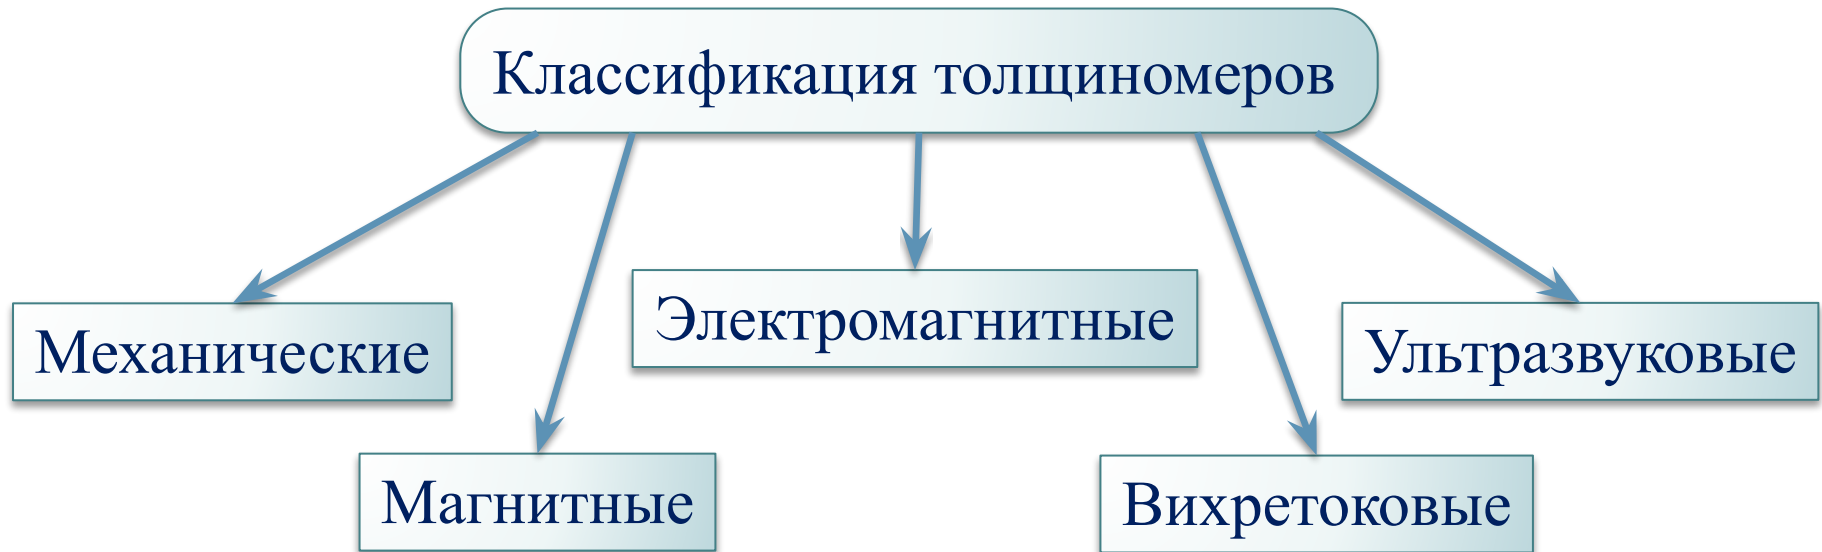 Классификация толщиномеров
Механические
Магнитные
Электромагнитные
Вихретоковые
Ультразвуковые